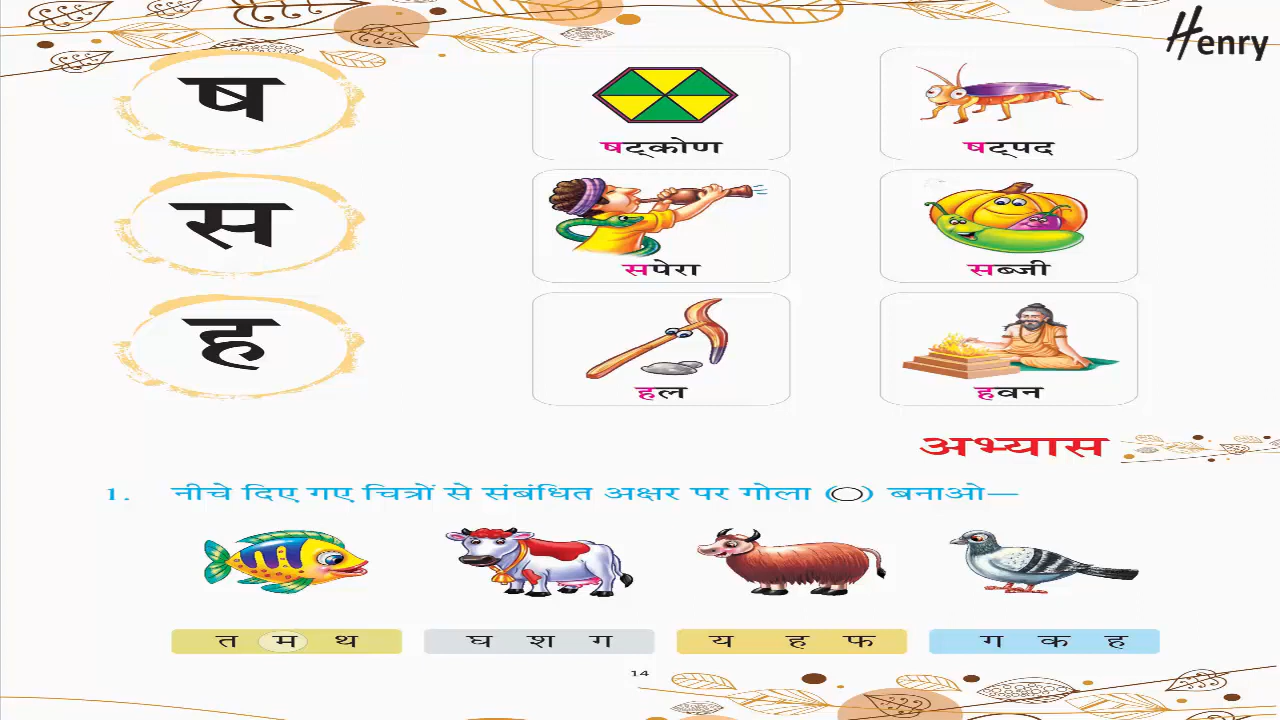 Henry
ष
षट्कोण षट्पद
स
सपेरा सब्जी
ह
हल हवन
अभ्यास
1. नीचे दिए गए चित्रों से संबंधित अक्षर पर गोला (○) बनाओ—
त म थ घ श ग य ह फ ग क ह
14